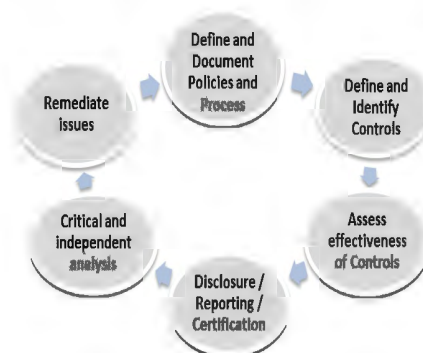 Define and
Document
Policies and
Process
Define and
Identify
Controls
Assess
effectiveness
of Controls
Disclosure /
Reporting /
Certification
Critical and
independent
analysis
Remediate
issues